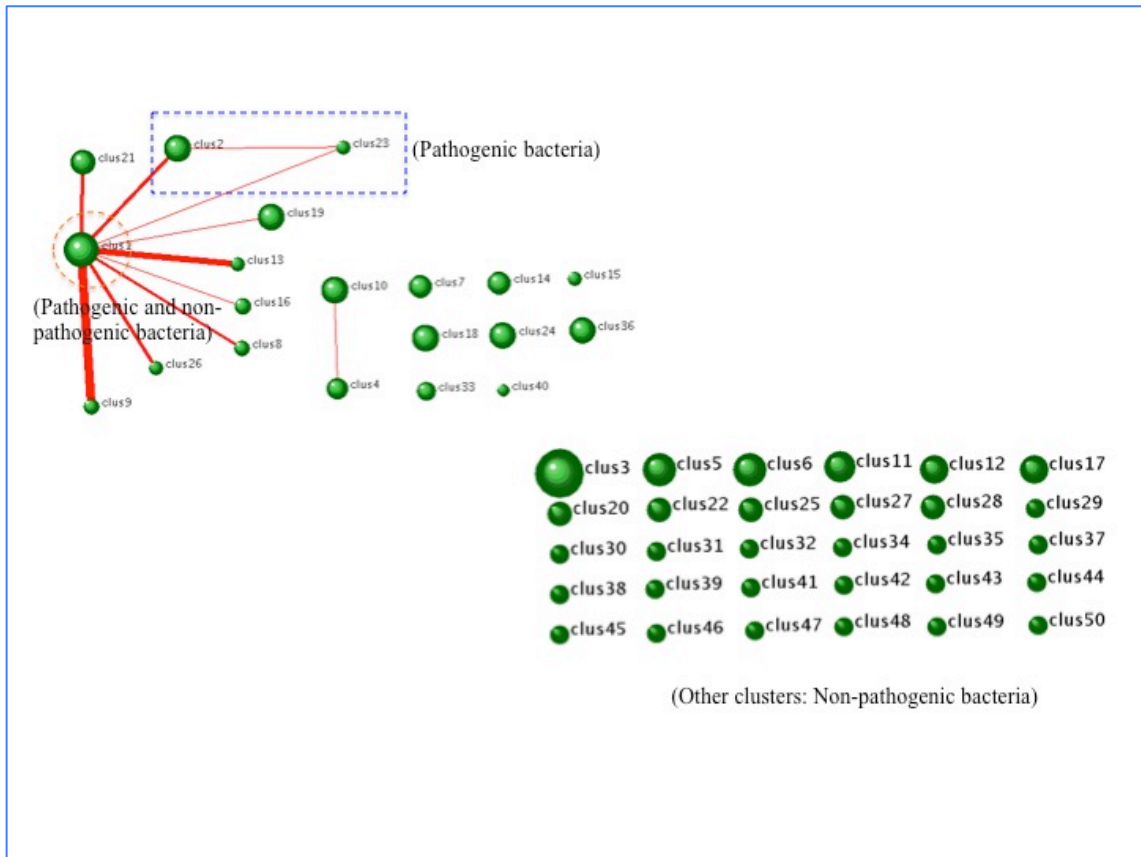 clus21
clus2
clus23
(Pathogenic bacteria)
clus19
clus1
clus13
(Pathogenic and non-
pathogenic bacteria)
clus16
clus8
clus26
clus9
clus10
clus7
clus14
clus15
clus18
clus24
clus36
clus4
clus33
clus40
clus3 clus5 clus6 clus11 clus12 clus17
clus20 clus22 clus25 clus27 clus28 clus29
clus30 clus31 clus32 clus34 clus35 clus37
clus38 clus39 clus41 clus42 clus43 clus44
clus45 clus46 clus47 clus48 clus49 clus50
(Other clusters: Non-pathogenic bacteria)